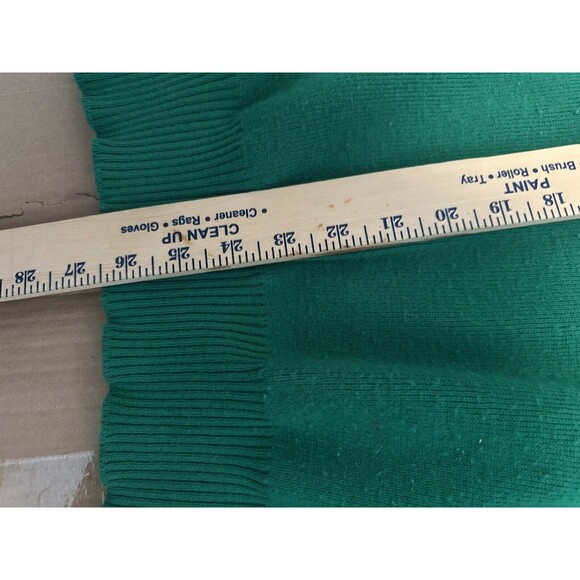 • Brush • Roller • Tray
PAINT
• Cleaner • Rags • Gloves
CLEAN UP
18 19 20 21 22 23 24 25 26 27 28